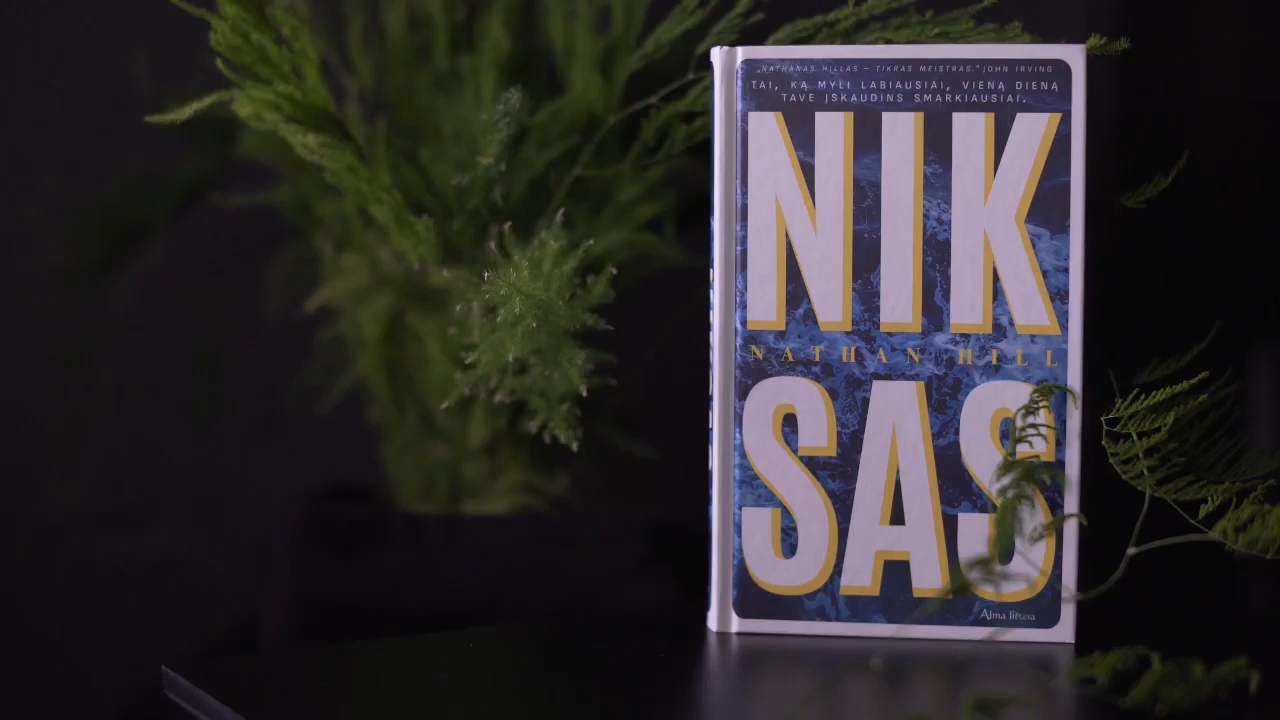 „NATHANAS HILLAS – TIKRAS MEISTRAS.“ JOHN IRVING
TAI, KĄ MYLI LABIAUSIAI, VIENĄ DIENĄ
TAVE ĮSKAUDINS SMARKIAUSIAI.
NIK
NATHAN HILL
SAS
Alma littera